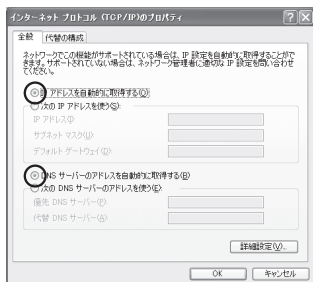 インターネット プロトコル (TCP/IP)のプロパティ
全般 代替の構成
ネットワークでこの機能がサポートされている場合は、IP 設定を自動的に取得することがで
きます。サポートされていない場合は、ネットワーク管理者に適切な IP 設定を問い合わせ
てください。
アドレスを自動的に取得する(O)
次の IP アドレスを使う(S):
IP アドレス(I):
サブネット マスク(U):
デフォルト ゲートウェイ(D):
DNS サーバーのアドレスを自動的に取得する(B)
次の DNS サーバーのアドレスを使う(E):
優先 DNS サーバー(P):
代替 DNS サーバー(A):
詳細設定(V)...
OK キャンセル